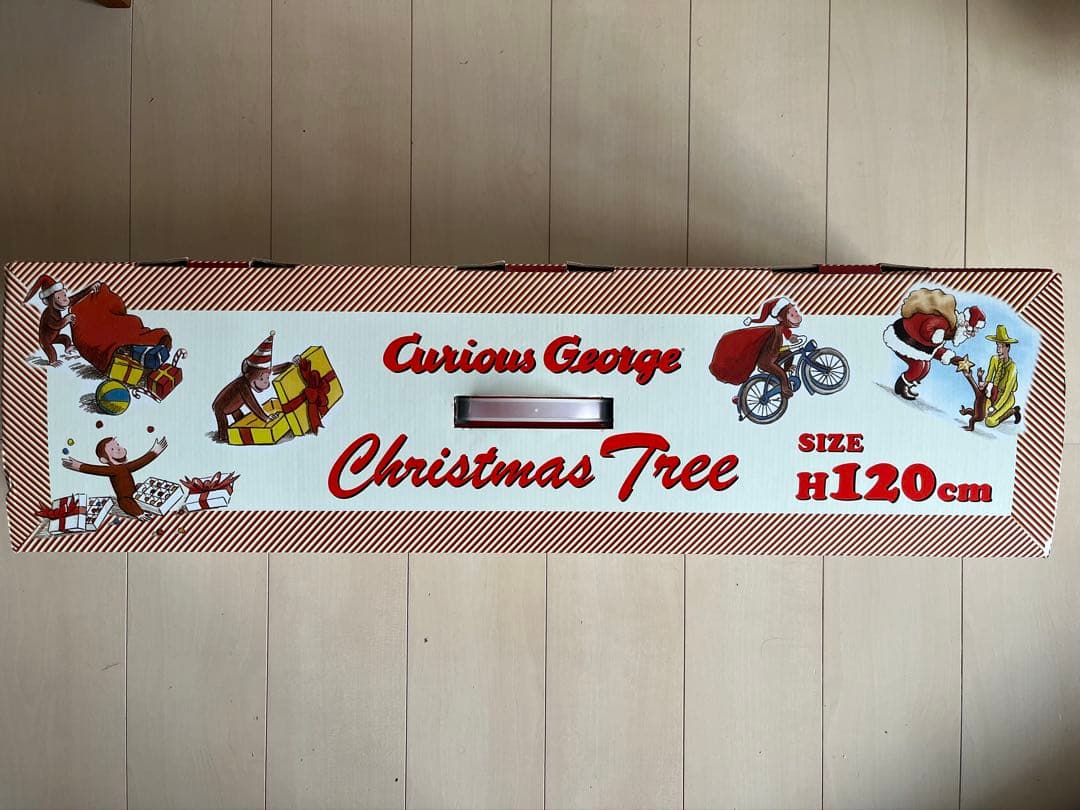 Curious George
Christmas Tree
SIZE
H120cm